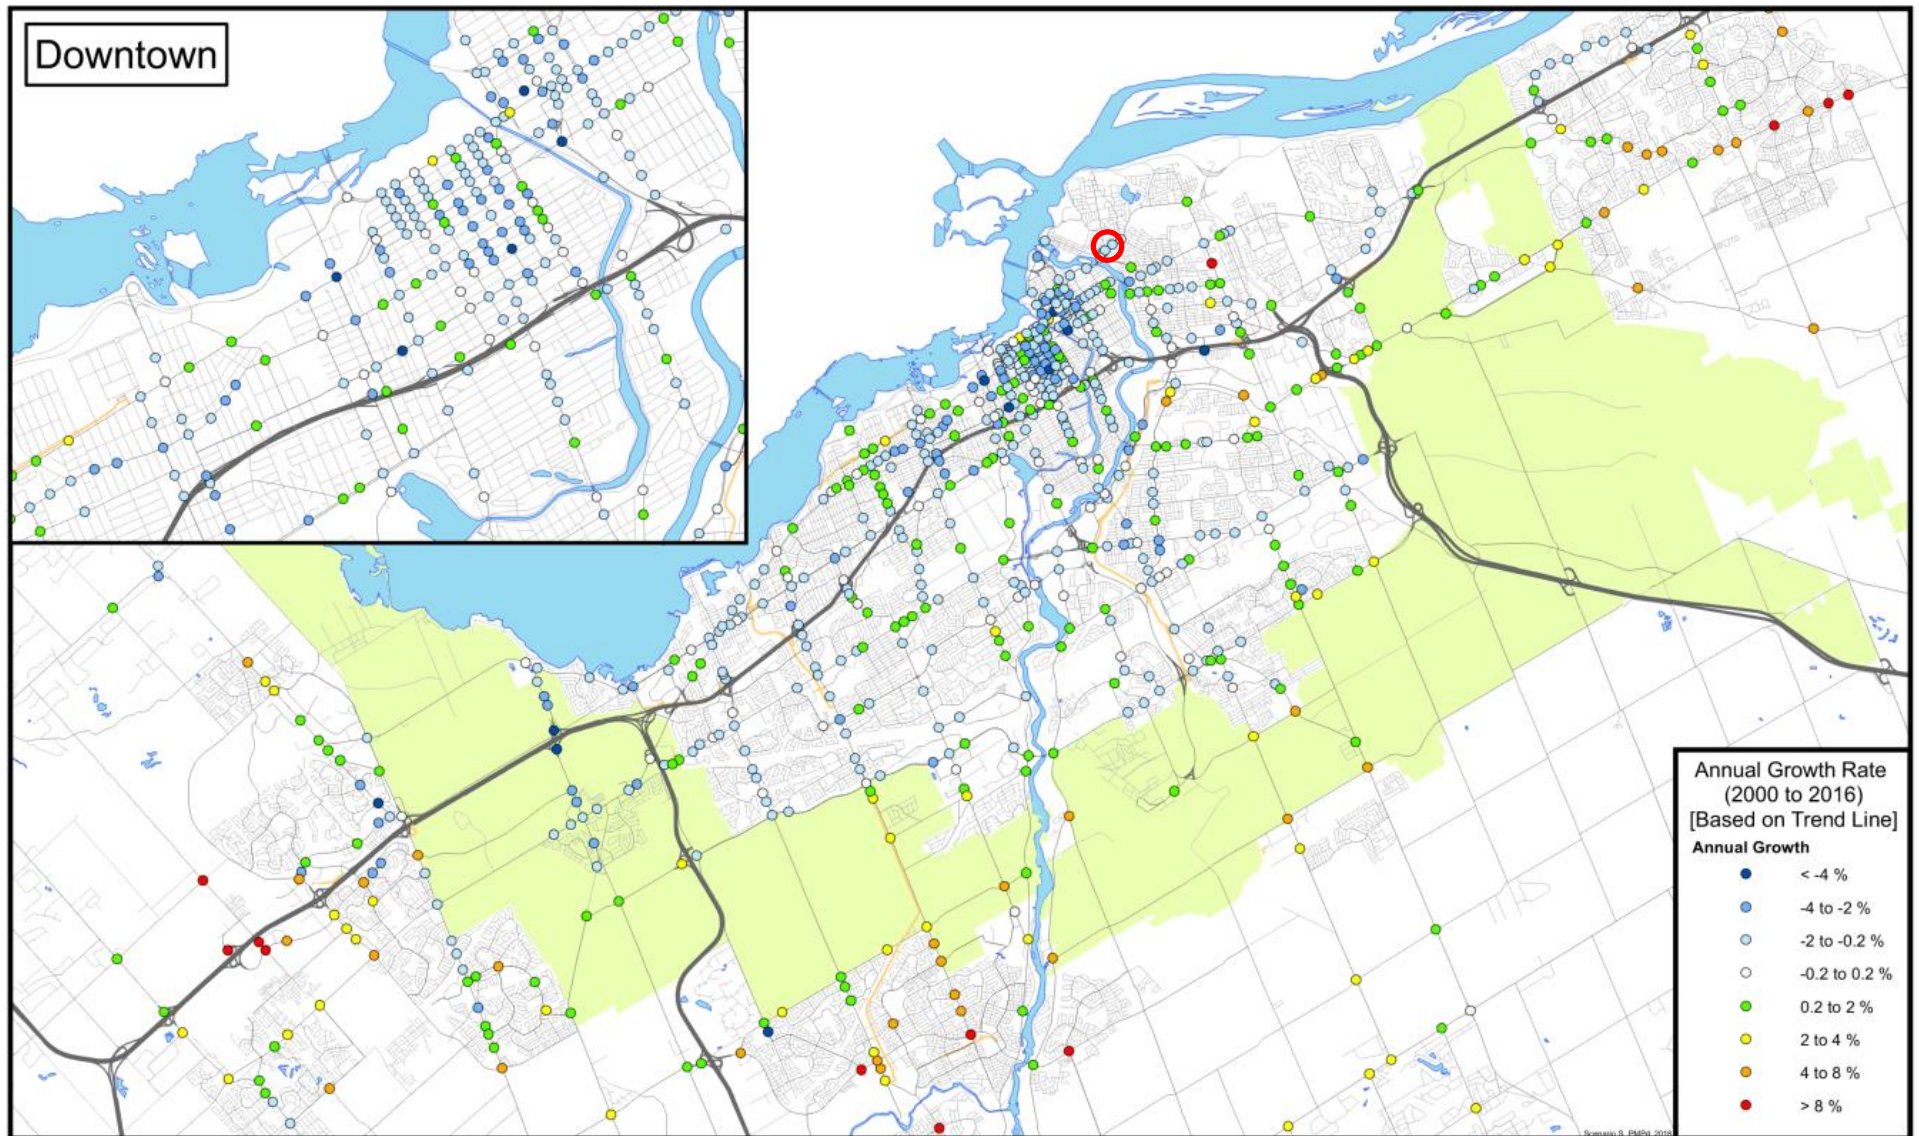 Downtown
Annual Growth Rate
(2000 to 2016)
[Based on Trend Line]
Annual Growth
< -4 %
-4 to -2 %
-2 to -0.2 %
-0.2 to 0.2 %
0.2 to 2 %
2 to 4 %
4 to 8 %
> 8 %